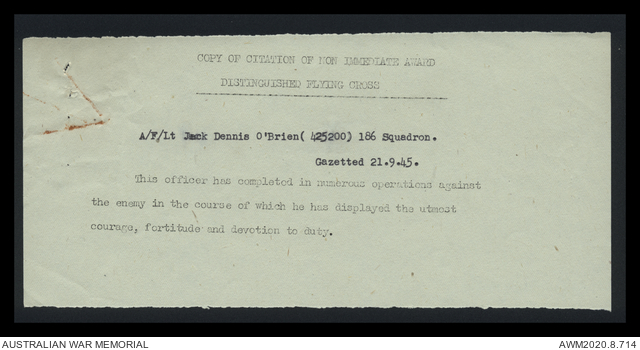 COPY OF CITATION OF NON IMMEDIATE AWARD
DISTINGUISHED FLYING CROSS
A/F/Lt Jack Dennis O'Brien( 425200) 186 Squadron.
Gazetted 21.9.45.
This officer has completed in numerous operations against
the enemy in the course of which he has displayed the utmost
courage, fortitude and devotion to duty.
AUSTRALIAN WAR MEMORIAL AWM2020.8.714